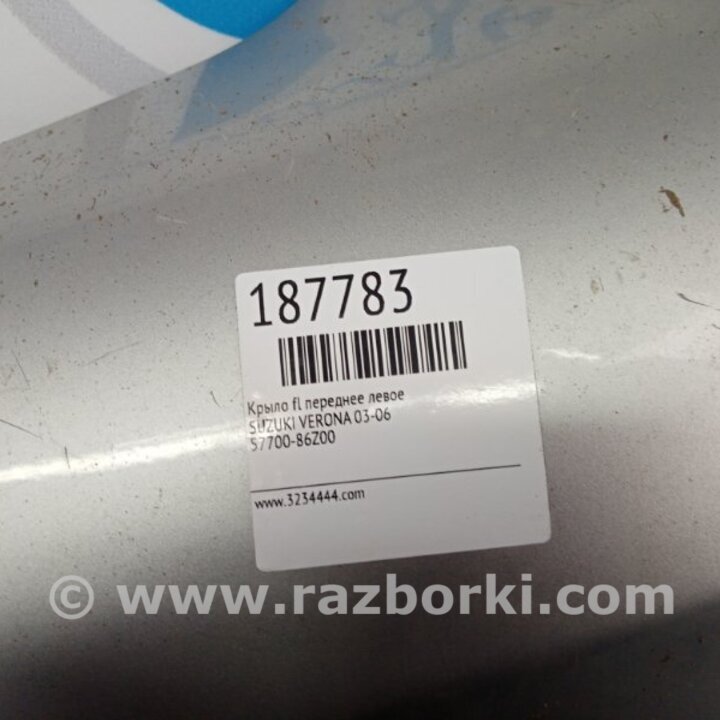 187783
Крыло fl переднее левое
SUZUKI VERONA 03-06
57700-86Z00
www.3234444.com
© www.razborki.com